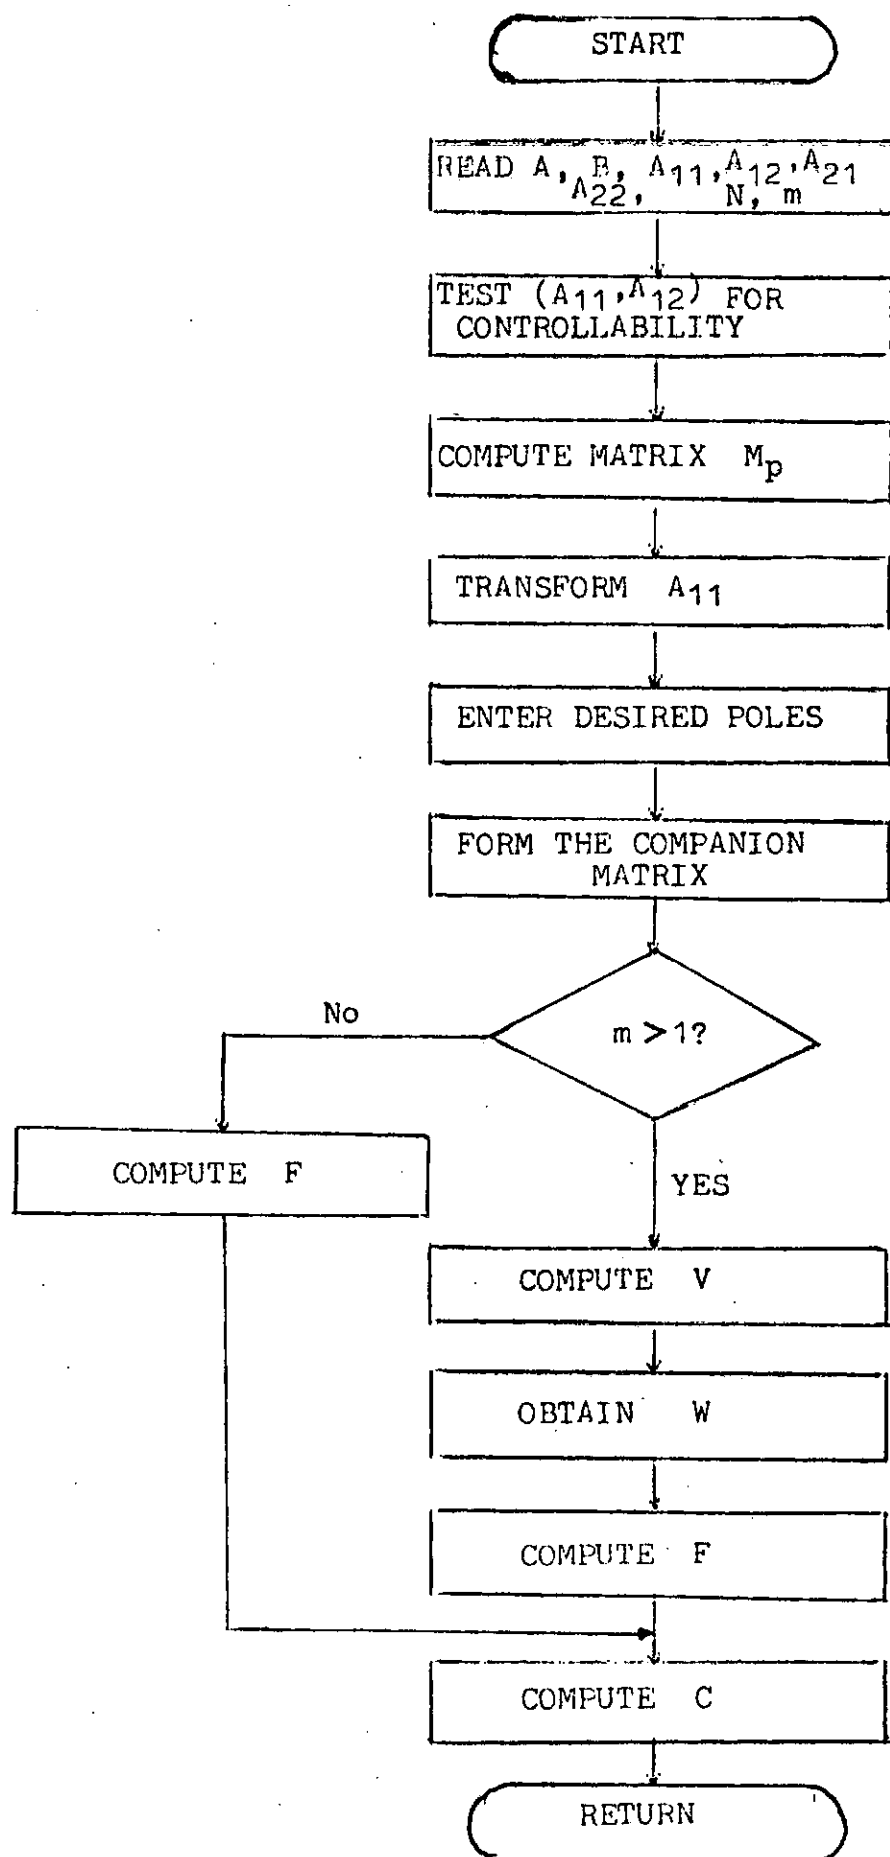 START
READ A, B, A11, A12, A21
A22, N, m
TEST (A11, A12) FOR
CONTROLLABILITY
COMPUTE MATRIX Mp
TRANSFORM A11
ENTER DESIRED POLES
FORM THE COMPANION
MATRIX
m > 1?
No
YES
COMPUTE F
COMPUTE V
OBTAIN W
COMPUTE F
COMPUTE C
RETURN